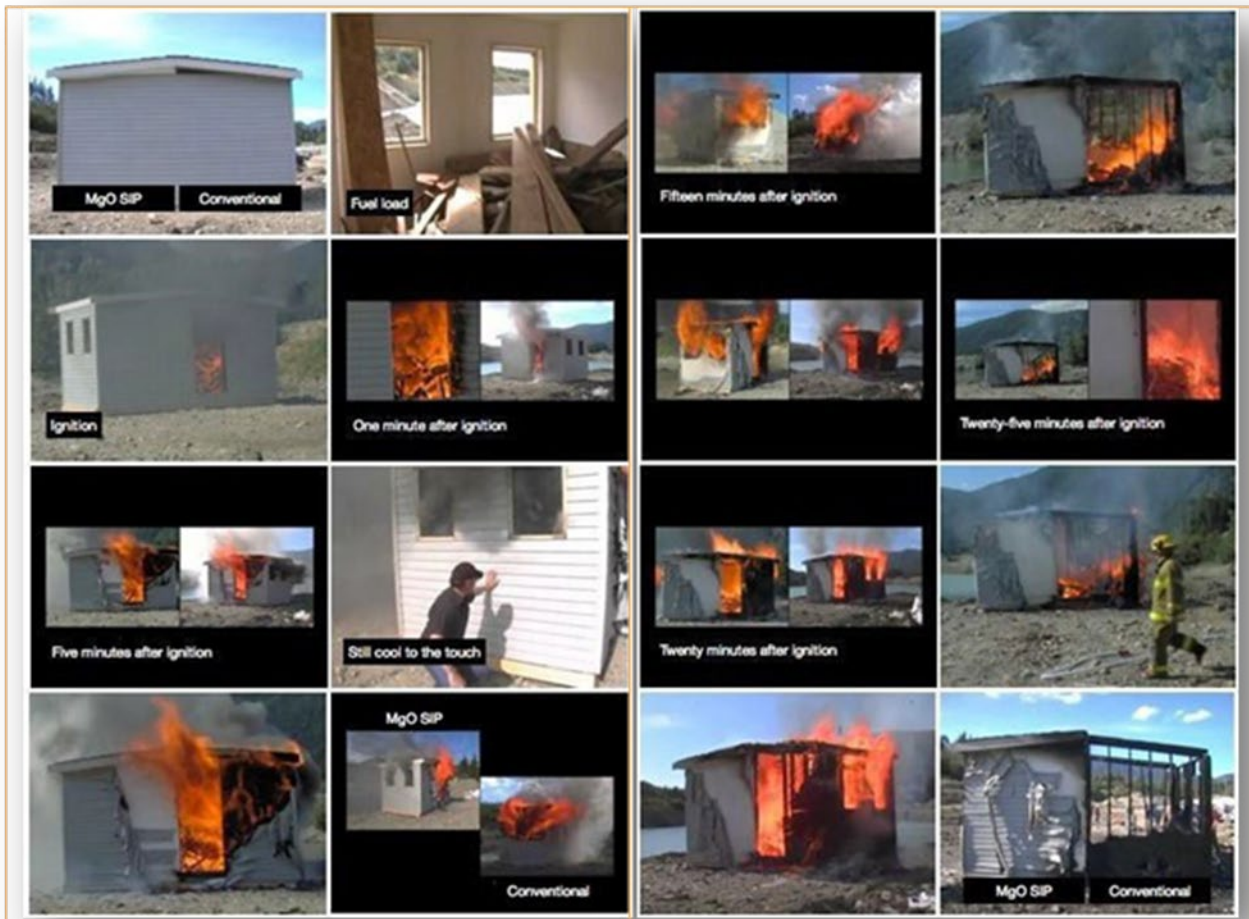 MgO SIP
Conventional
Fuel load
Ignition
One minute after ignition
Five minutes after ignition
Still cool to the touch
MgO SIP
Conventional
Fifteen minutes after ignition
Twenty-five minutes after ignition
Twenty minutes after ignition
MgO SIP
Conventional